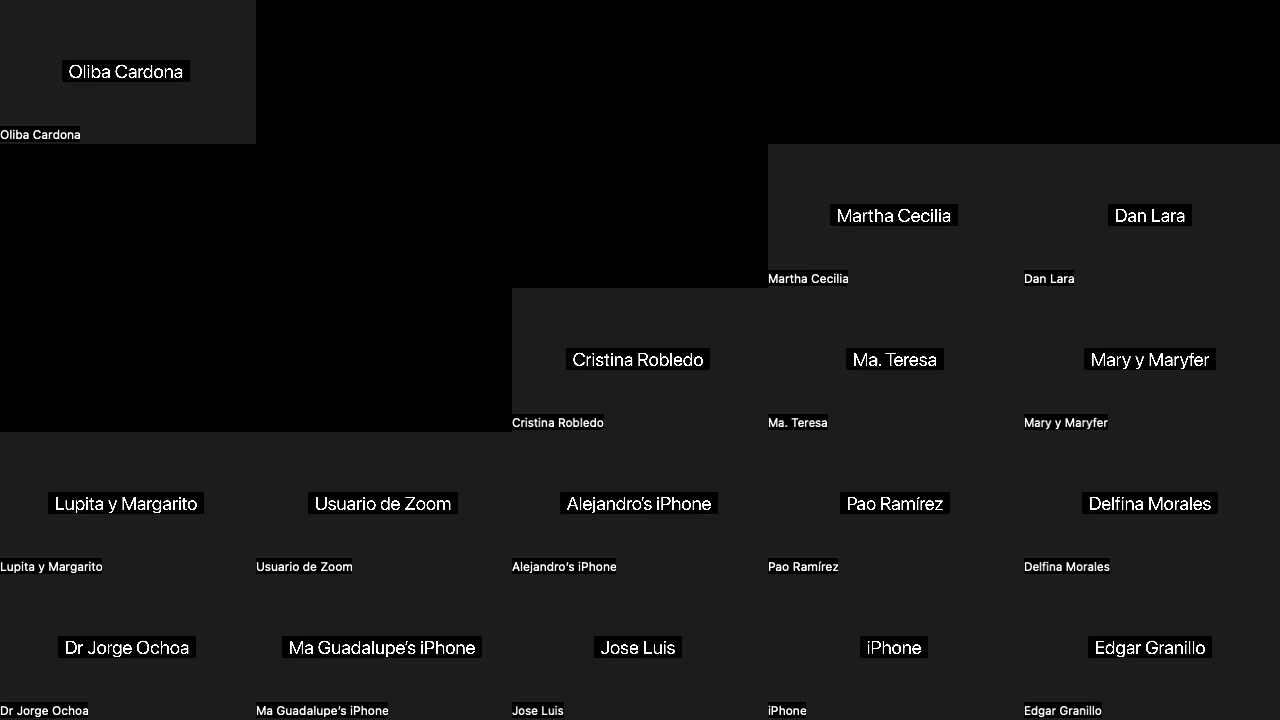 Oliba Cardona
Oliba Cardona
Martha Cecilia
Dan Lara
Martha Cecilia
Dan Lara
Cristina Robledo
Ma. Teresa
Mary y Maryfer
Cristina Robledo
Ma. Teresa
Mary y Maryfer
Lupita y Margarito
Usuario de Zoom
Alejandro’s iPhone
Pao Ramírez
Delfina Morales
Lupita y Margarito
Usuario de Zoom
Alejandro’s iPhone
Pao Ramírez
Delfina Morales
Dr Jorge Ochoa
Ma Guadalupe’s iPhone
Jose Luis
iPhone
Edgar Granillo
Dr Jorge Ochoa
Ma Guadalupe’s iPhone
Jose Luis
iPhone
Edgar Granillo